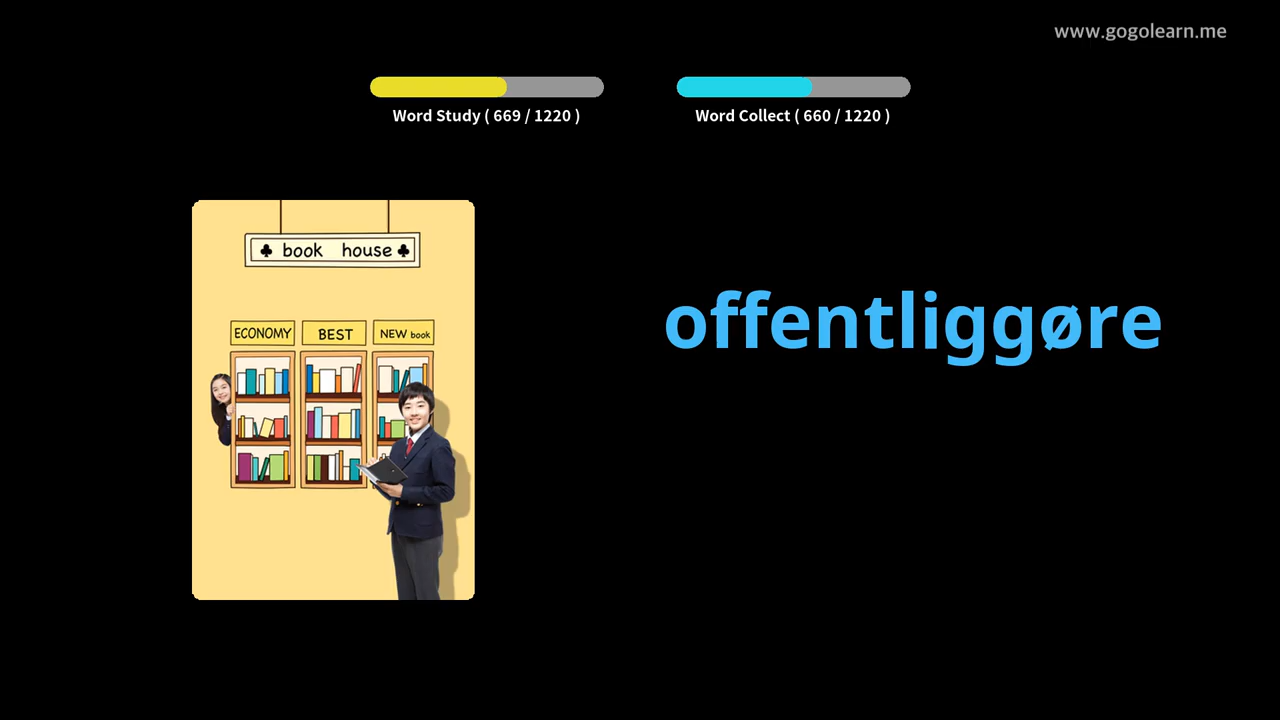 www.gogolearn.me
Word Study ( 669 / 1220 )
Word Collect ( 660 / 1220 )
♣ book house ♣
ECONOMY
BEST
NEW book
offentliggøre